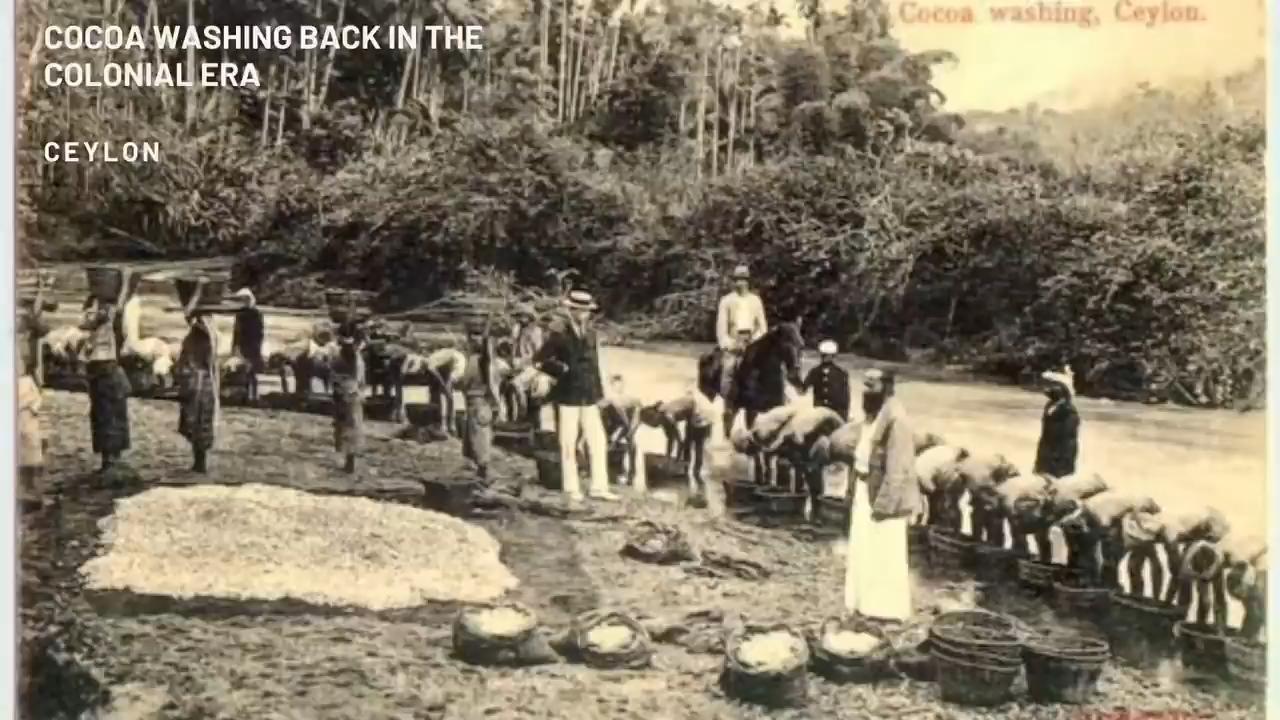 COCOA WASHING BACK IN THE
COLONIAL ERA
CEYLON
Cocoa washing, Ceylon.